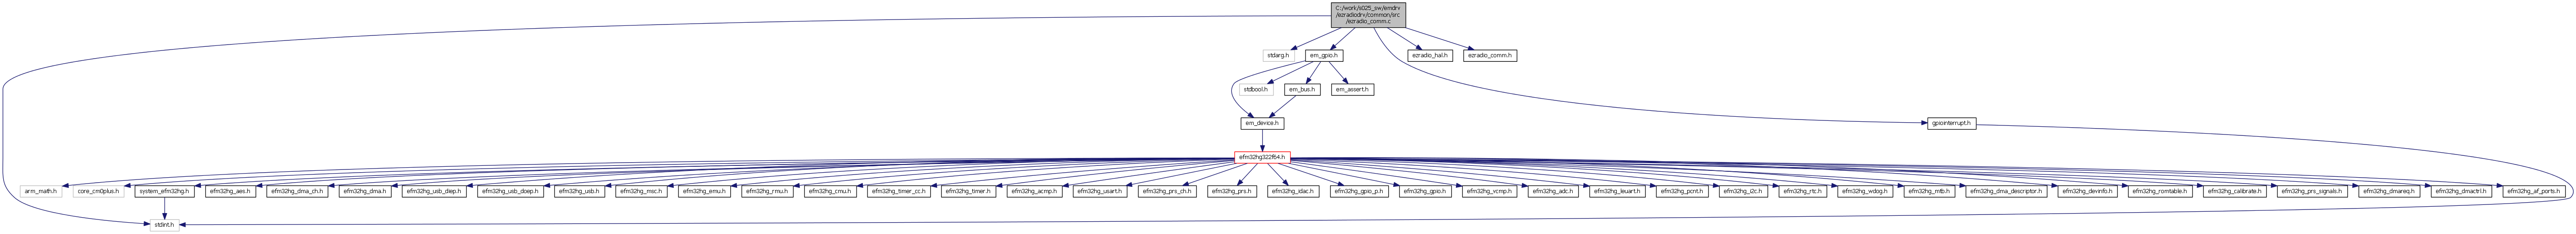 C:/work/s025_sw/emdrv
/ezradiodrv/common/src
/ezradio_comm.c
stdarg.h
em_gpio.h
ezradio_hal.h
ezradio_comm.h
stdbool.h
em_bus.h
em_assert.h
em_device.h
gpiointerrupt.h
efm32hg322f64.h
arm_math.h
core_cm0plus.h
system_efm32hg.h
efm32hg_aes.h
efm32hg_dma_ch.h
efm32hg_dma.h
efm32hg_usb_diep.h
efm32hg_usb_doep.h
efm32hg_usb.h
efm32hg_msc.h
efm32hg_emu.h
efm32hg_rmu.h
efm32hg_cmu.h
efm32hg_timer_cc.h
efm32hg_timer.h
efm32hg_acmp.h
efm32hg_usart.h
efm32hg_prs_ch.h
efm32hg_prs.h
efm32hg_idac.h
efm32hg_gpio_p.h
efm32hg_gpio.h
efm32hg_vcmp.h
efm32hg_adc.h
efm32hg_leuart.h
efm32hg_pcnt.h
efm32hg_i2c.h
efm32hg_rtc.h
efm32hg_wdog.h
efm32hg_mtb.h
efm32hg_dma_descriptor.h
efm32hg_devinfo.h
efm32hg_romtable.h
efm32hg_calibrate.h
efm32hg_prs_signals.h
efm32hg_dmareq.h
efm32hg_dmactrl.h
efm32hg_af_ports.h
stdint.h